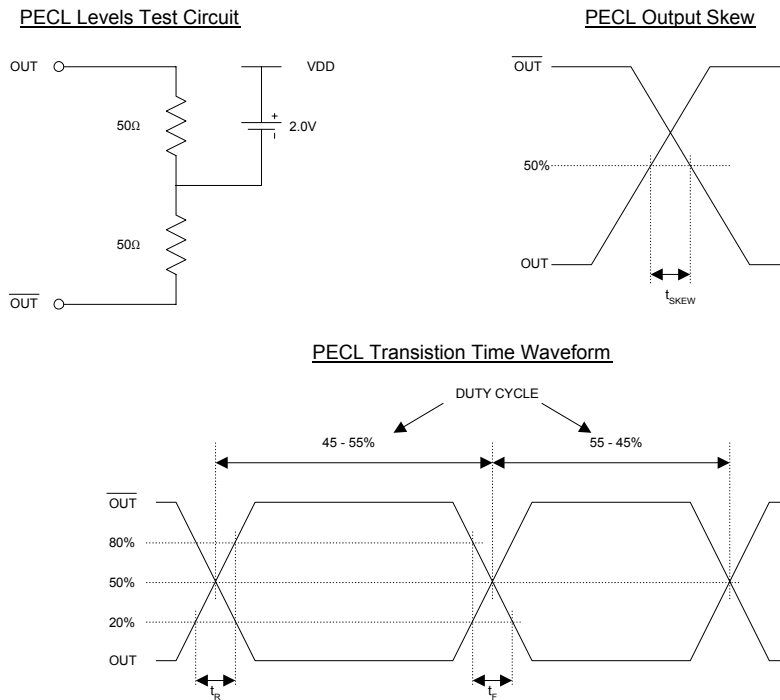 PECL Levels Test Circuit
OUT
VDD
50Ω
+
2.0V
50Ω
OUT
PECL Output Skew
OUT
50%
OUT
tSKEW
PECL Transistion Time Waveform
DUTY CYCLE
45 - 55%
55 - 45%
OUT
80%
50%
20%
OUT
tR
tF